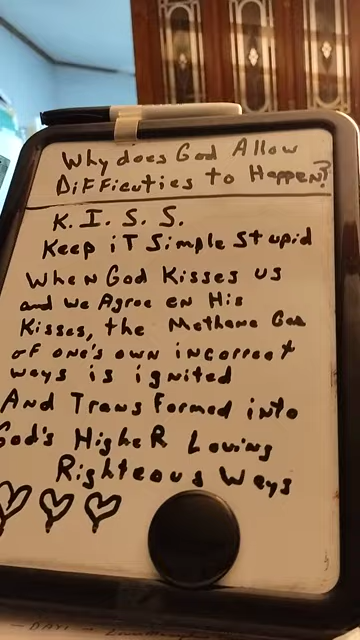 Why does God Allow
Difficuties to Happen?
K. I. S. S.
Keep iT Simple Stupid
When God Kisses us
and we Agree en His
Kisses, the Methane Gas
of one's own incorrect
ways is ignited
And Transformed into
God's Higher Loving
Righteous Ways